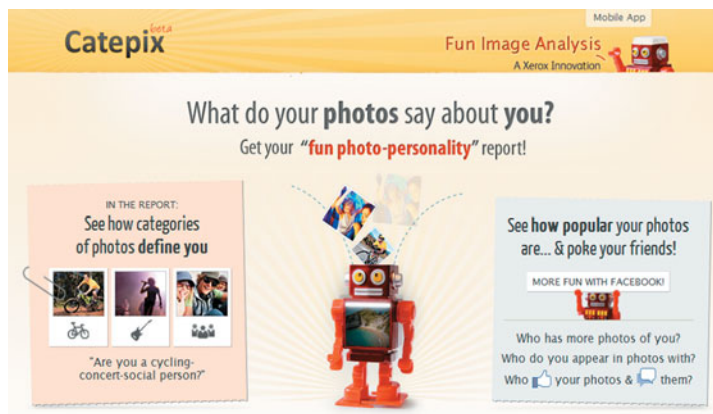 Mobile App
Catepix beta
Fun Image Analysis
A Xerox Innovation
What do your photos say about you?
Get your "fun photo-personality" report!
IN THE REPORT:
See how categories
of photos define you
"Are you a cycling-
concert-social person?"
See how popular your photos
are... & poke your friends!
MORE FUN WITH FACEBOOK!
Who has more photos of you?
Who do you appear in photos with?
Who your photos & them?